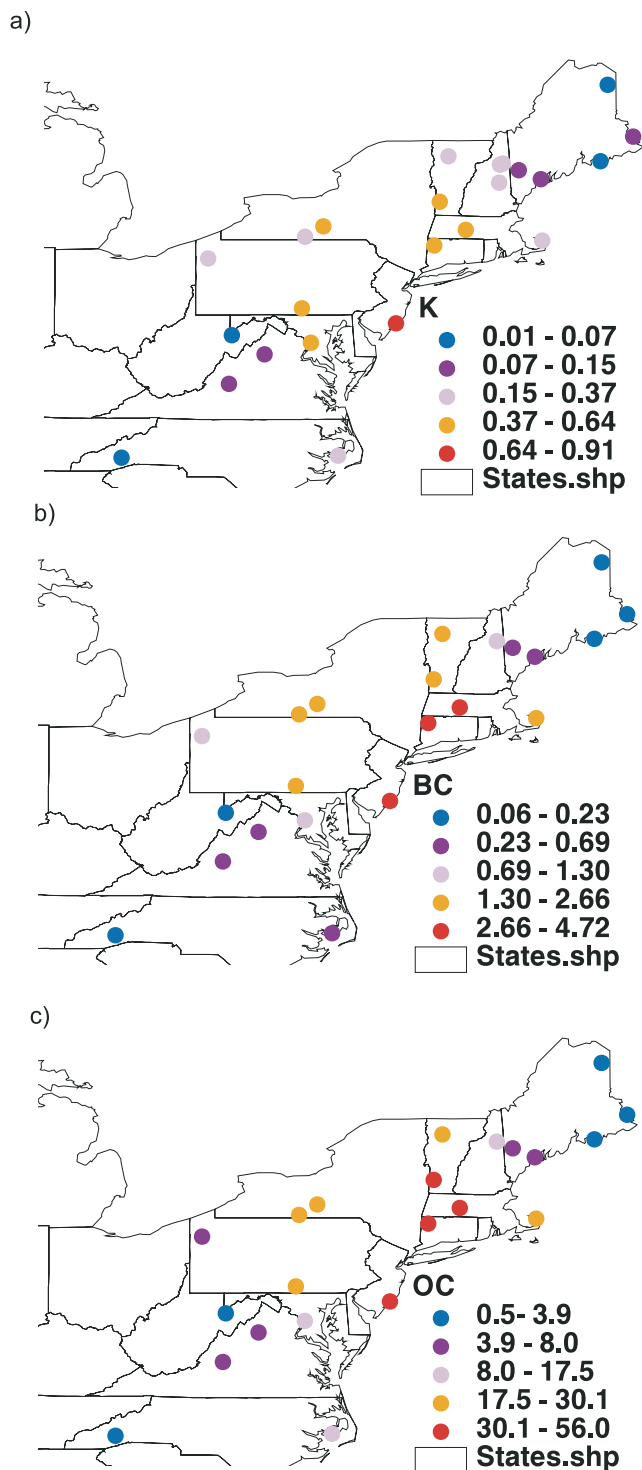 a)
K
0.01 - 0.07
0.07 - 0.15
0.15 - 0.37
0.37 - 0.64
0.64 - 0.91
States.shp
b)
BC
0.06 - 0.23
0.23 - 0.69
0.69 - 1.30
1.30 - 2.66
2.66 - 4.72
States.shp
c)
OC
0.5- 3.9
3.9 - 8.0
8.0 - 17.5
17.5 - 30.1
30.1 - 56.0
States.shp